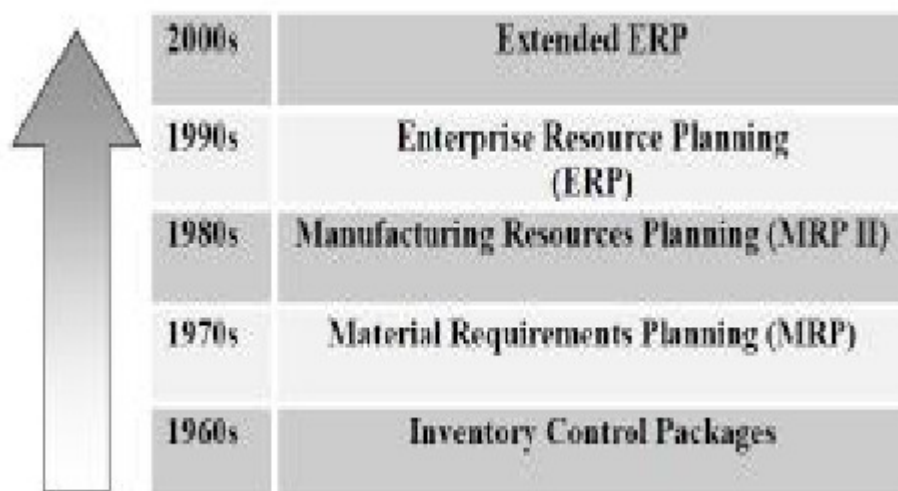 2000s Extended ERP
1990s Enterprise Resource Planning
(ERP)
1980s Manufacturing Resources Planning (MRP II)
1970s Material Requirements Planning (MRP)
1960s Inventory Control Packages